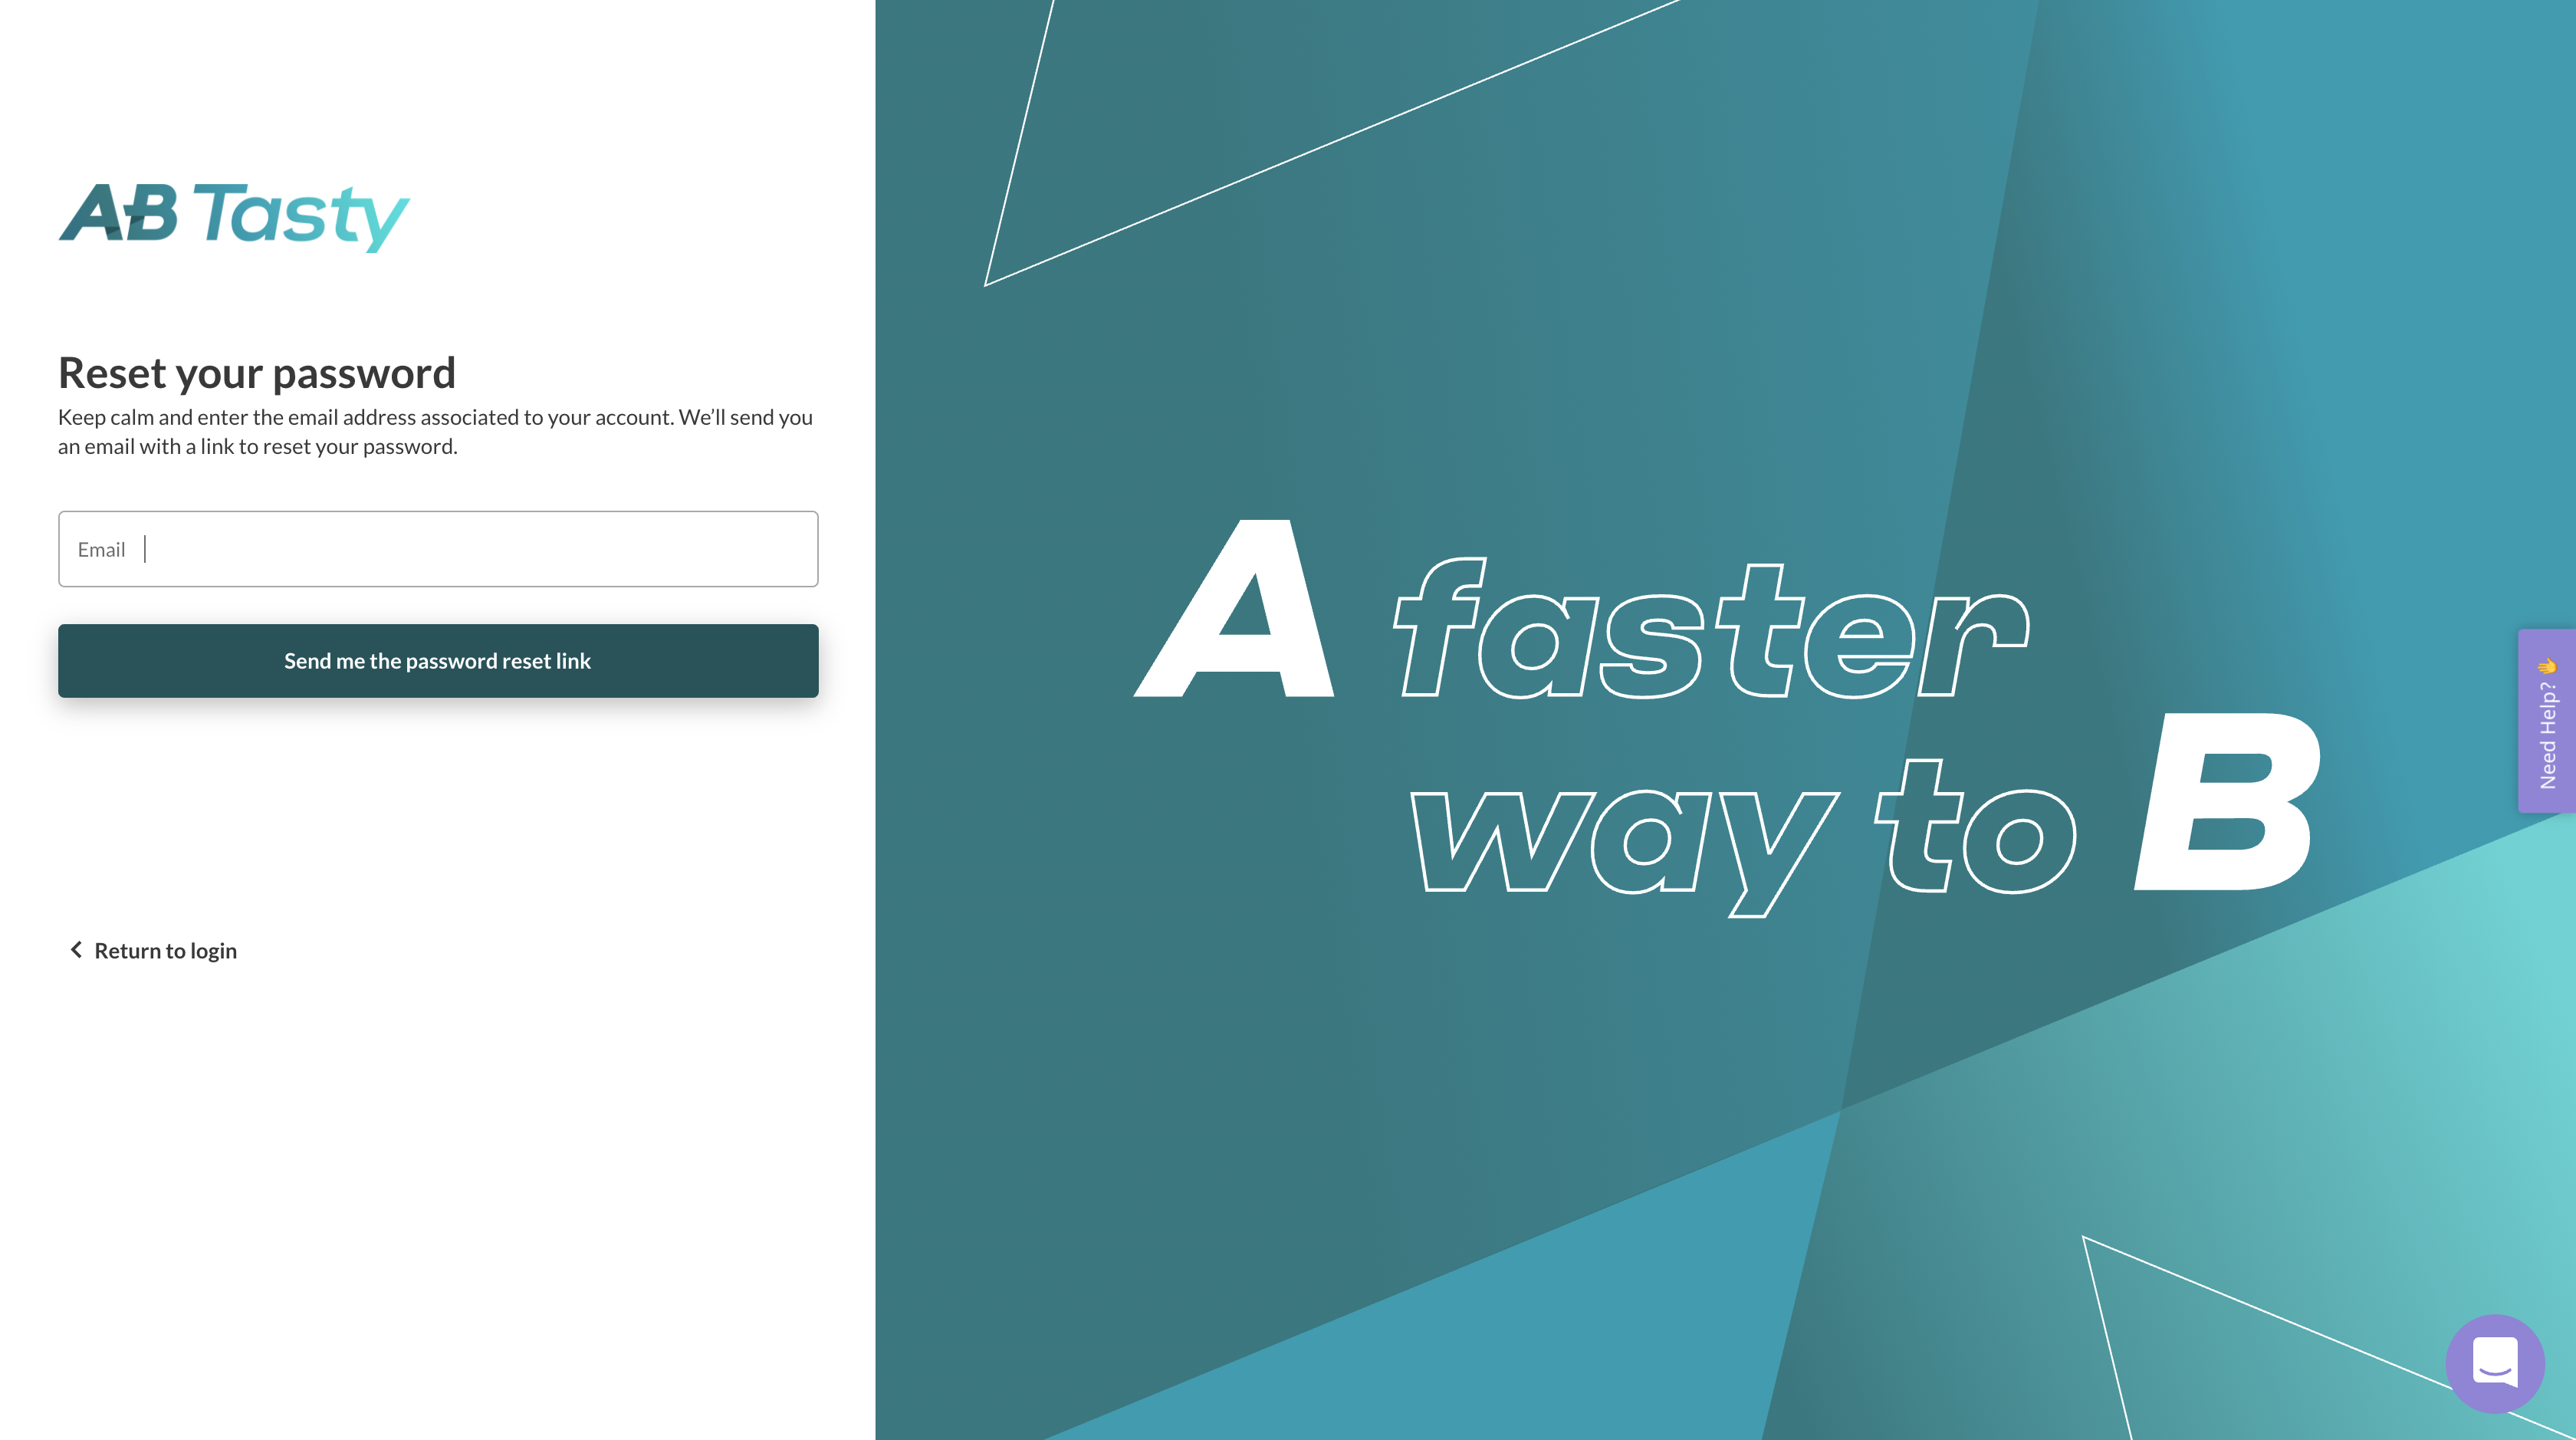 AB Tasty
Reset your password
Keep calm and enter the email address associated to your account. We’ll send you
an email with a link to reset your password.
Email
Send me the password reset link
Return to login
A faster
way to B
Need Help? 👋